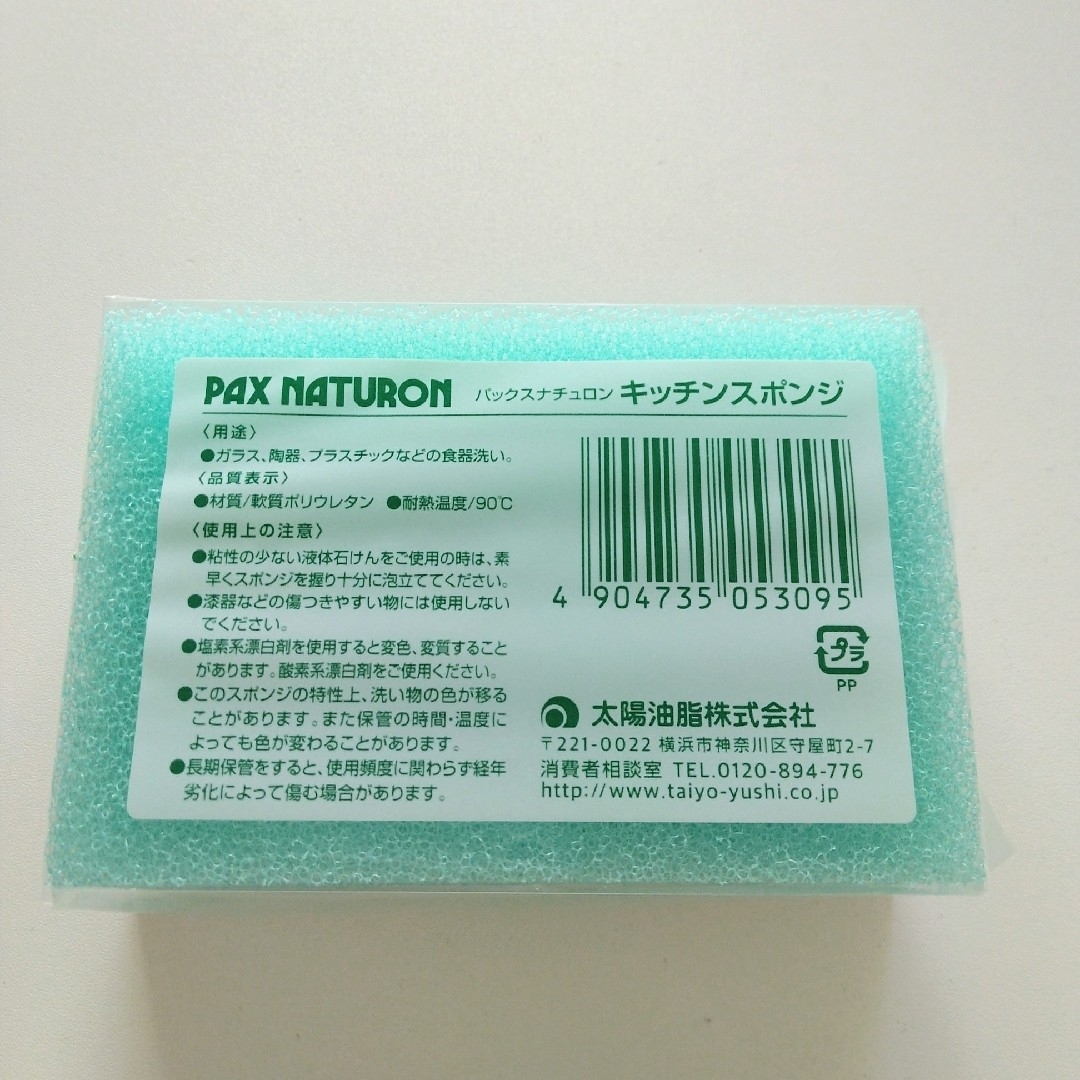 PAX NATURON パックスナチュロン キッチンスポンジ
〈用途〉
●ガラス、陶器、プラスチックなどの食器洗い。
〈品質表示〉
●材質/軟質ポリウレタン ●耐熱温度/90℃
〈使用上の注意〉
●粘性の少ない液体石けんをご使用の時は、素
早くスポンジを握り十分に泡立ててください。
●漆器などの傷つきやすい物には使用しない
でください。
●塩素系漂白剤を使用すると変色、変質すること
があります。酸素系漂白剤をご使用ください。
●このスポンジの特性上、洗い物の色が移る
ことがあります。また保管の時間・温度に
よっても色が変わることがあります。
●長期保管をすると、使用頻度に関わらず経年
劣化によって傷む場合があります。
4 904735 053095
プラ
PP
太陽油脂株式会社
〒221-0022 横浜市神奈川区守屋町2-7
消費者相談室 TEL.0120-894-776
http://www.taiyo-yushi.co.jp